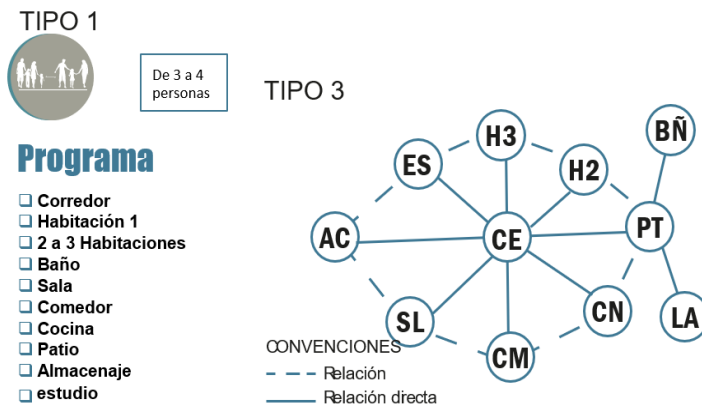 TIPO 1
De 3 a 4
personas
Programa
Corredor
Habitación 1
2 a 3 Habitaciones
Baño
Sala
Comedor
Cocina
Patio
Almacenaje
estudio
TIPO 3
H3
BÑ
ES
H2
AC
CE
PT
SL
CN
LA
CM
CONVENCIONES
Relación
Relación directa